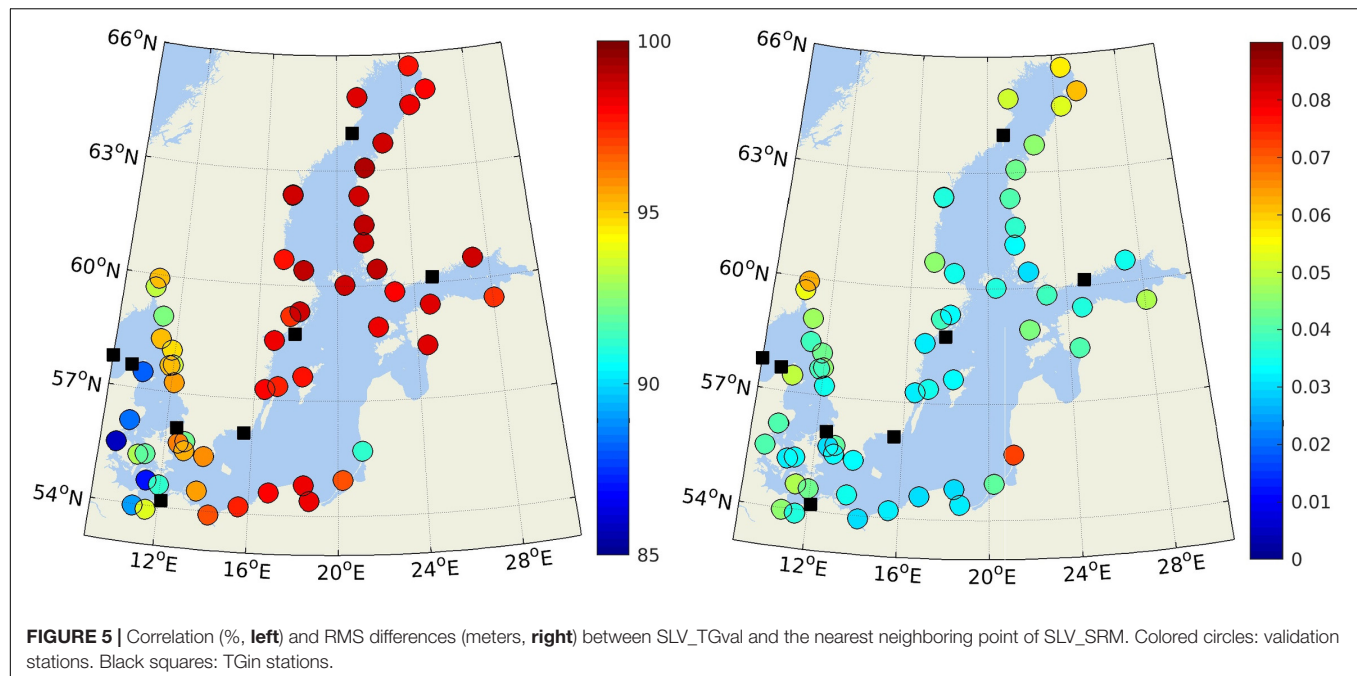 66°N
63°N
60°N
57°N
54°N
12°E
16°E
20°E
24°E
28°E
100
95
90
85
66°N
63°N
60°N
57°N
54°N
12°E
16°E
20°E
24°E
28°E
0.09
0.08
0.07
0.06
0.05
0.04
0.03
0.02
0.01
0
FIGURE 5 | Correlation (%, left) and RMS differences (meters, right) between SLV_TGval and the nearest neighboring point of SLV_SRM. Colored circles: validation
stations. Black squares: TGin stations.